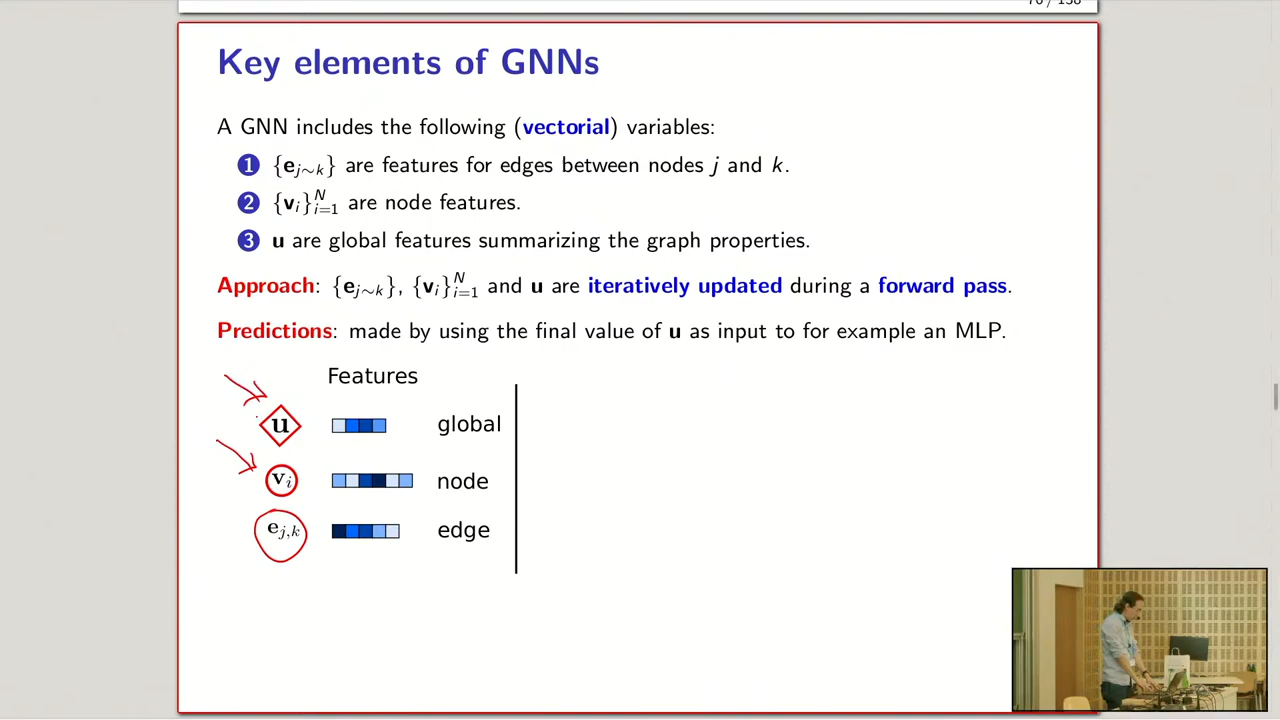 70 / 138
Key elements of GNNs
A GNN includes the following (vectorial) variables:
1 {e_{j∼k}} are features for edges between nodes j and k.
2 {v_i}_{i=1}^N are node features.
3 u are global features summarizing the graph properties.
Approach: {e_{j∼k}}, {v_i}_{i=1}^N and u are iteratively updated during a forward pass.
Predictions: made by using the final value of u as input to for example an MLP.
Features
u global
v_i node
e_{j,k} edge